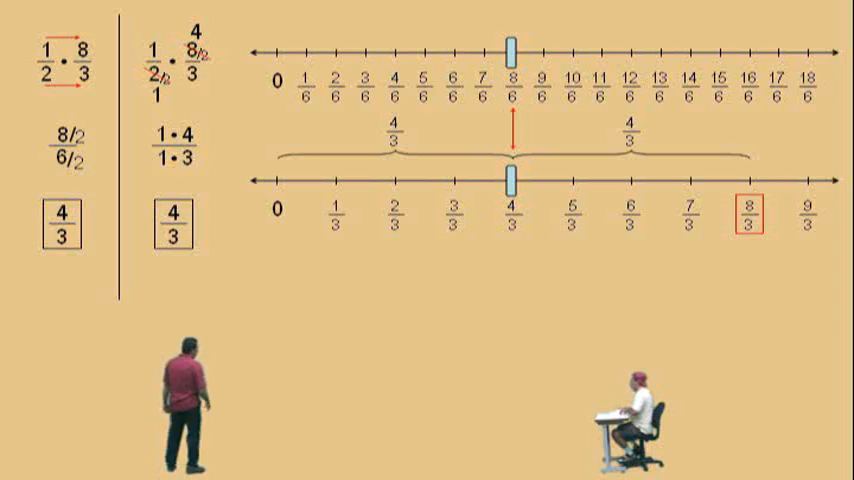 1/2 • 8/3
8/2 / 6/2
4/3
4
1/2/2 • 8/2/3
1
1 • 4 / 1 • 3
4/3
0 1/6 2/6 3/6 4/6 5/6 6/6 7/6 8/6 9/6 10/6 11/6 12/6 13/6 14/6 15/6 16/6 17/6 18/6
4/3 4/3
0 1/3 2/3 3/3 4/3 5/3 6/3 7/3 8/3 9/3